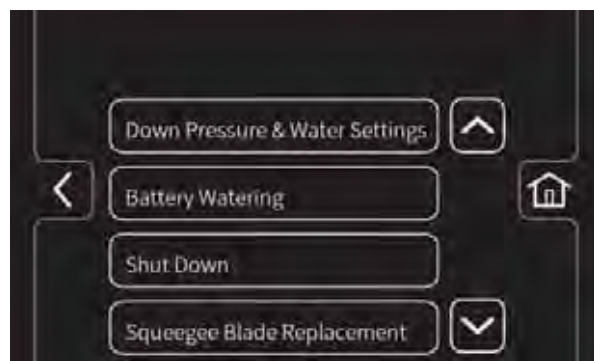 Down Pressure & Water Settings
Battery Watering
Shut Down
Squeegee Blade Replacement